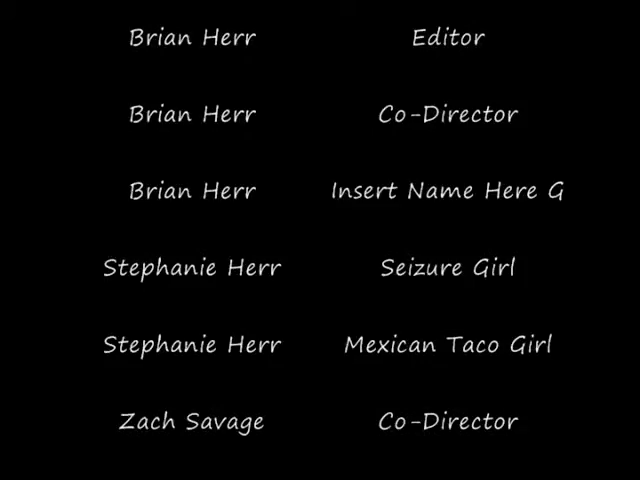 Brian Herr Editor
Brian Herr Co-Director
Brian Herr Insert Name Here G
Stephanie Herr Seizure Girl
Stephanie Herr Mexican Taco Girl
Zach Savage Co-Director